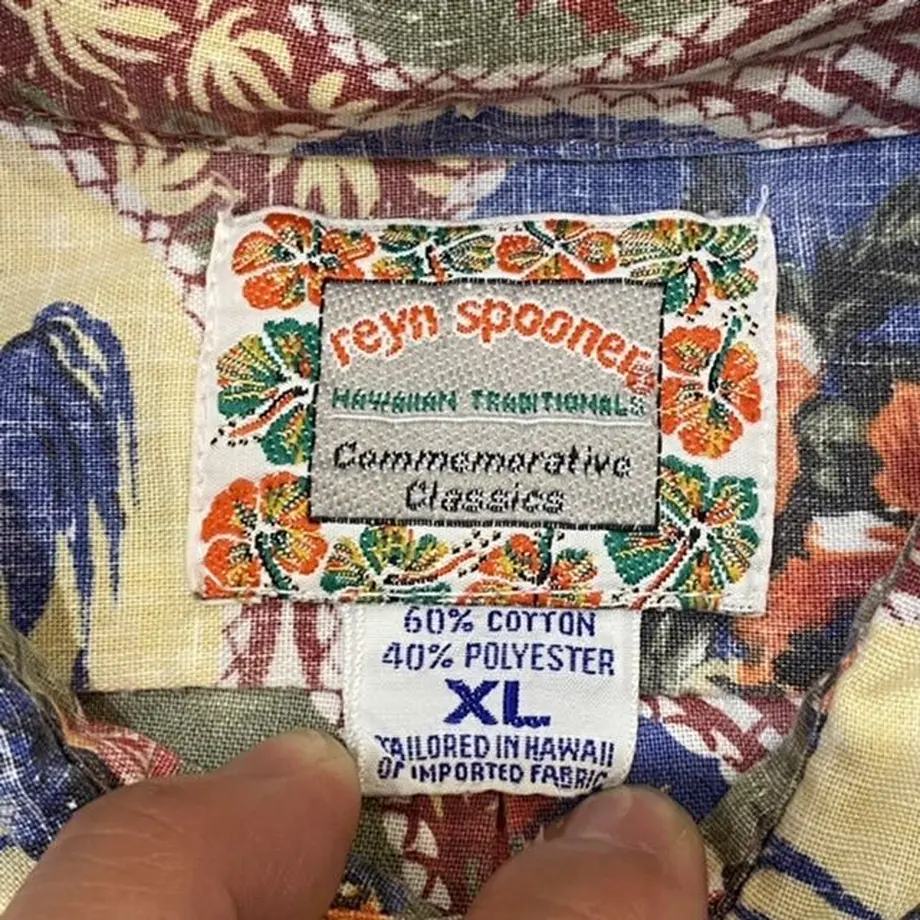 reyn spooner
HAWAIIAN TRADITIONALS
Commemorative
Classics
60% COTTON
40% POLYESTER
XL
TAILORED IN HAWAII
OF IMPORTED FABRIC